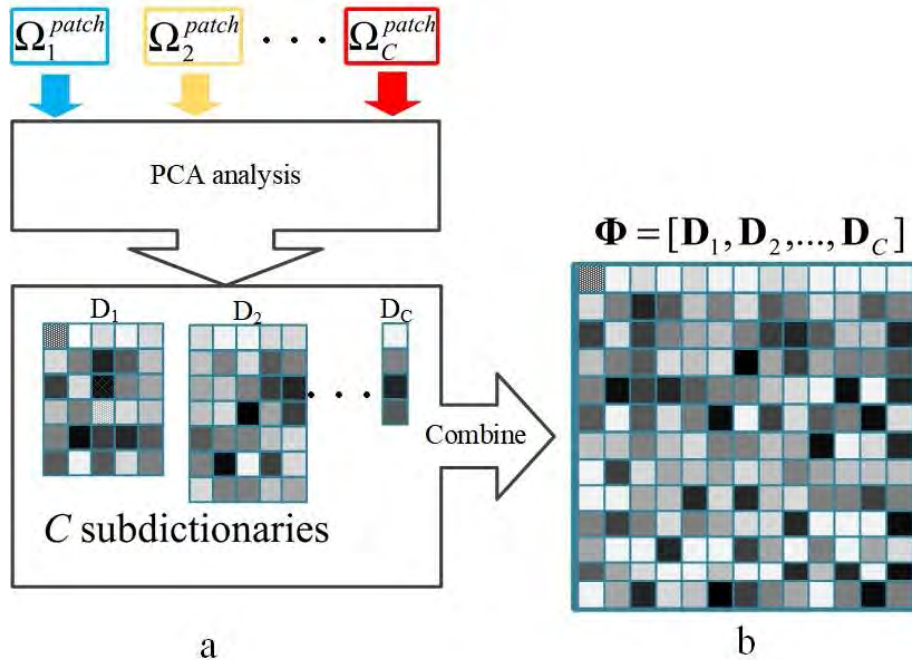 Ω₁^patch Ω₂^patch · · · Ω_C^patch
PCA analysis
Φ = [D₁, D₂, ..., D_C]
D₁ D₂ D_C
· · ·
Combine
C subdictionaries
a b